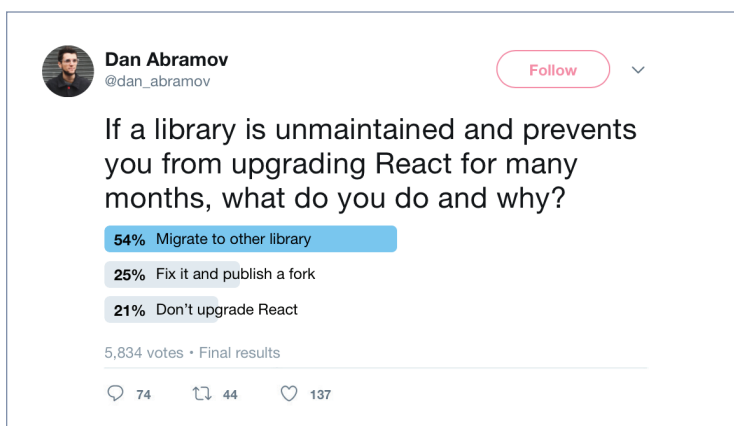 Dan Abramov
@dan_abramov
Follow
If a library is unmaintained and prevents
you from upgrading React for many
months, what do you do and why?
54% Migrate to other library
25% Fix it and publish a fork
21% Don’t upgrade React
5,834 votes • Final results
74 44 137